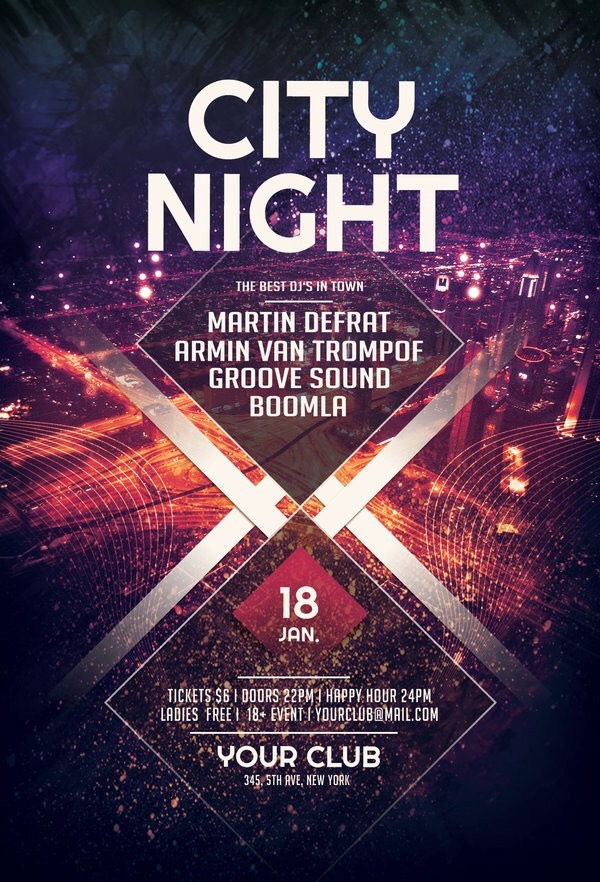 CITY
NIGHT
THE BEST DJ'S IN TOWN
MARTIN DEFRAT
ARMIN VAN TROMPOF
GROOVE SOUND
BOOMLA
18
JAN.
TICKETS $6 | DOORS 22PM | HAPPY HOUR 24PM
LADIES FREE | 18+ EVENT | YOURCLUB@MAIL.COM
YOUR CLUB
345, 5TH AVE, NEW YORK